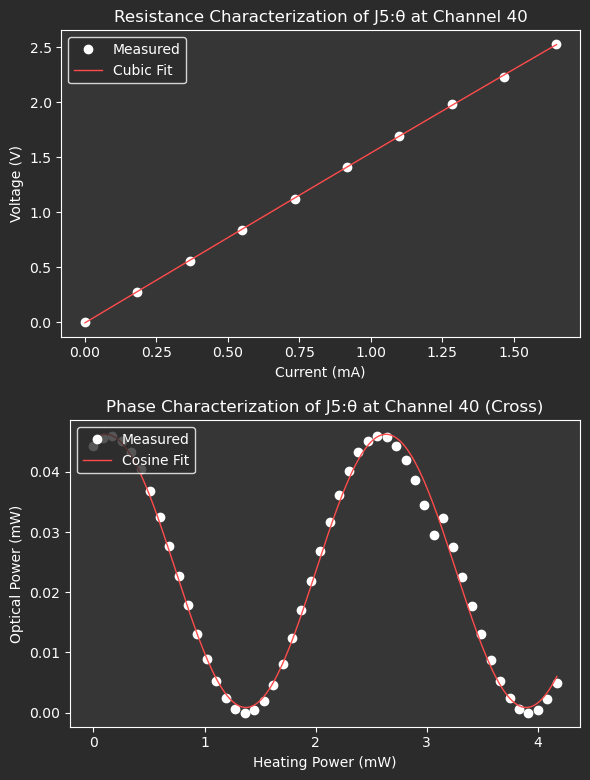 Resistance Characterization of J5:θ at Channel 40
Measured
Cubic Fit
2.5
2.0
1.5
1.0
0.5
0.0
Voltage (V)
0.00 0.25 0.50 0.75 1.00 1.25 1.50
Current (mA)
Phase Characterization of J5:θ at Channel 40 (Cross)
Measured
Cosine Fit
0.04
0.03
0.02
0.01
0.00
Optical Power (mW)
0 1 2 3 4
Heating Power (mW)